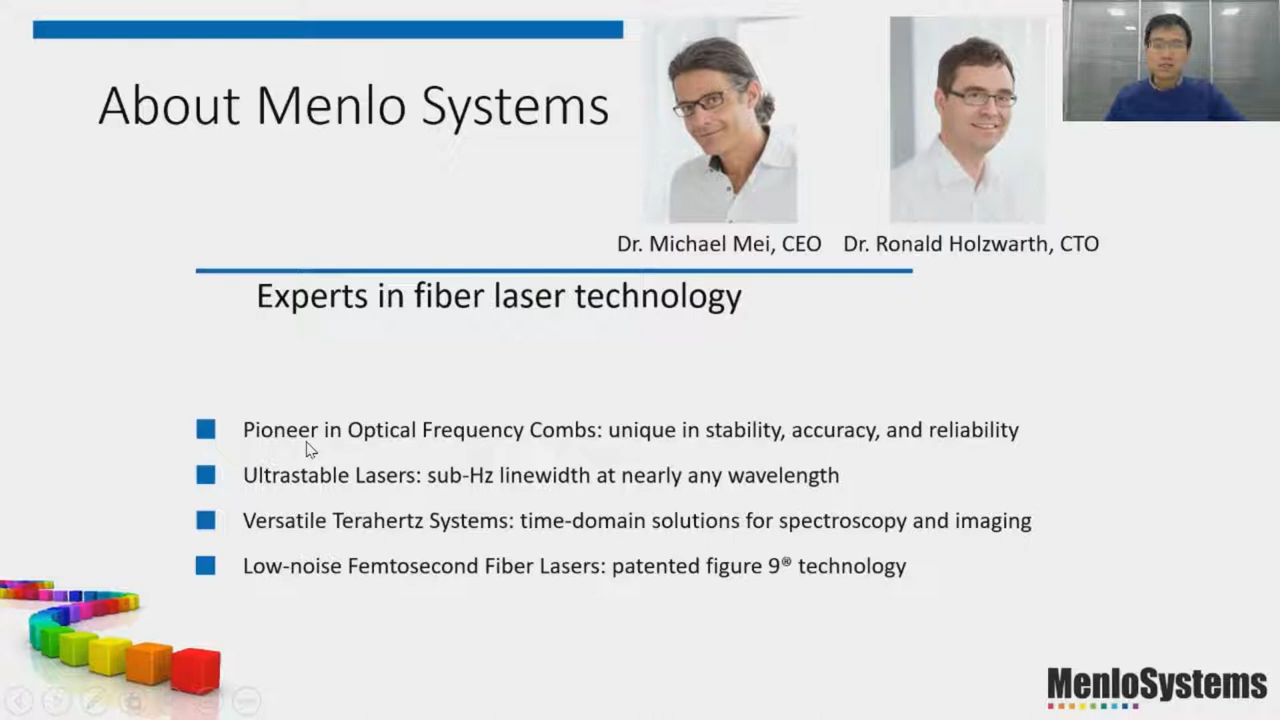 About Menlo Systems
Dr. Michael Mei, CEO
Dr. Ronald Holzwarth, CTO
Experts in fiber laser technology
Pioneer in Optical Frequency Combs: unique in stability, accuracy, and reliability
Ultrastable Lasers: sub-Hz linewidth at nearly any wavelength
Versatile Terahertz Systems: time-domain solutions for spectroscopy and imaging
Low-noise Femtosecond Fiber Lasers: patented figure 9® technology
MenloSystems